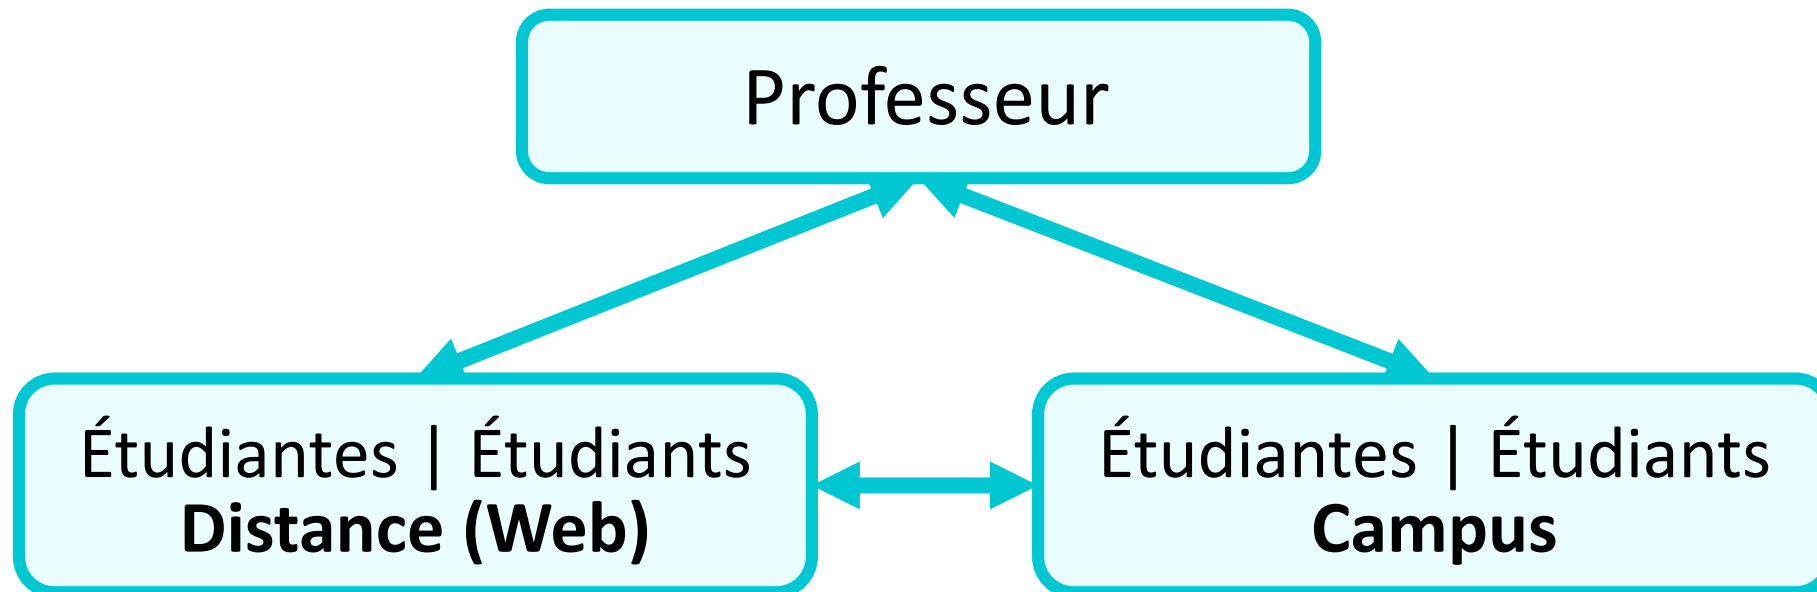 Professeur
Étudiantes | Étudiants
Distance (Web)
Étudiantes | Étudiants
Campus